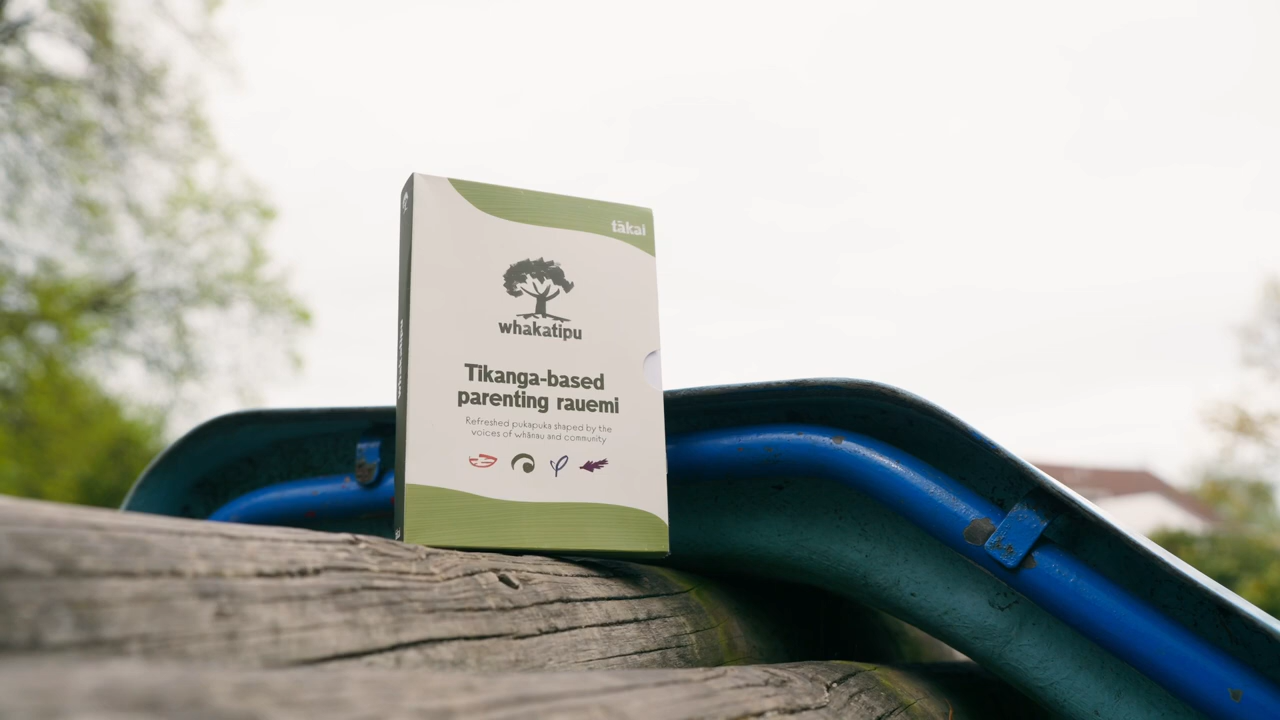 tākai
whakatipu
Tikanga-based
parenting rauemi
Refreshed pukapuka shaped by the
voices of whānau and community